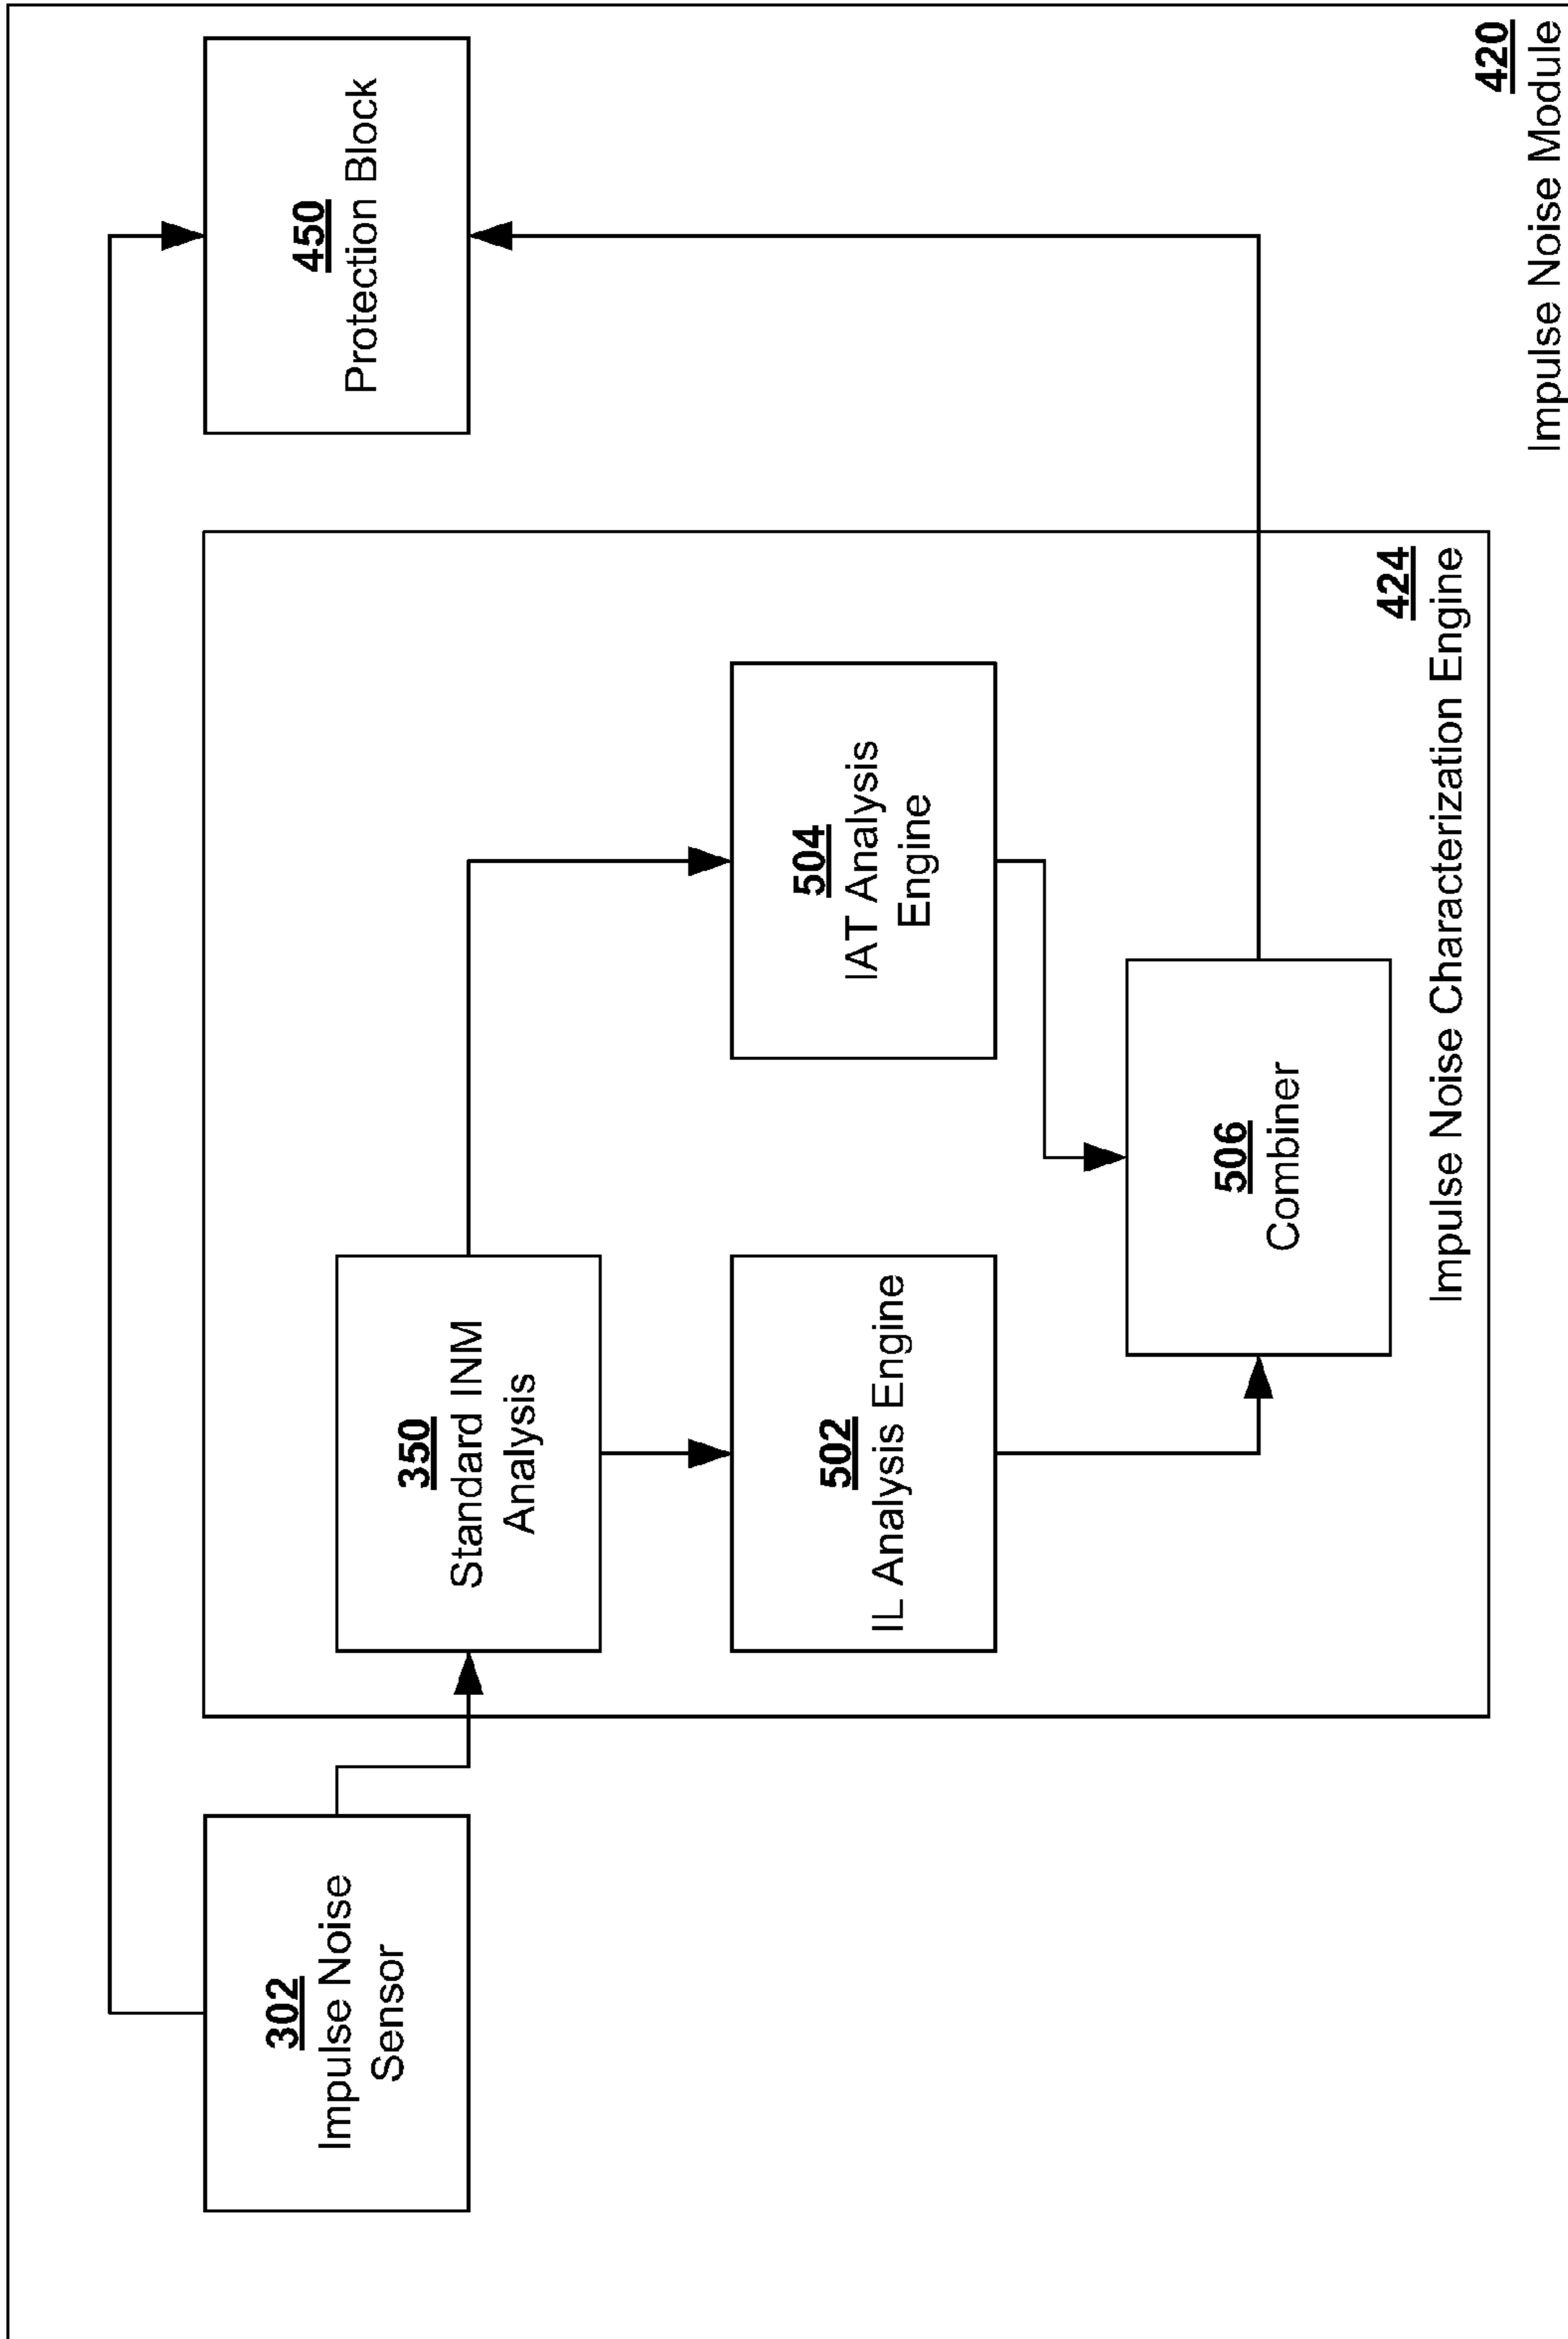 302
Impulse Noise
Sensor
350
Standard INM
Analysis
502
IL Analysis Engine
504
IAT Analysis
Engine
506
Combiner
424
Impulse Noise Characterization Engine
450
Protection Block
420
Impulse Noise Module